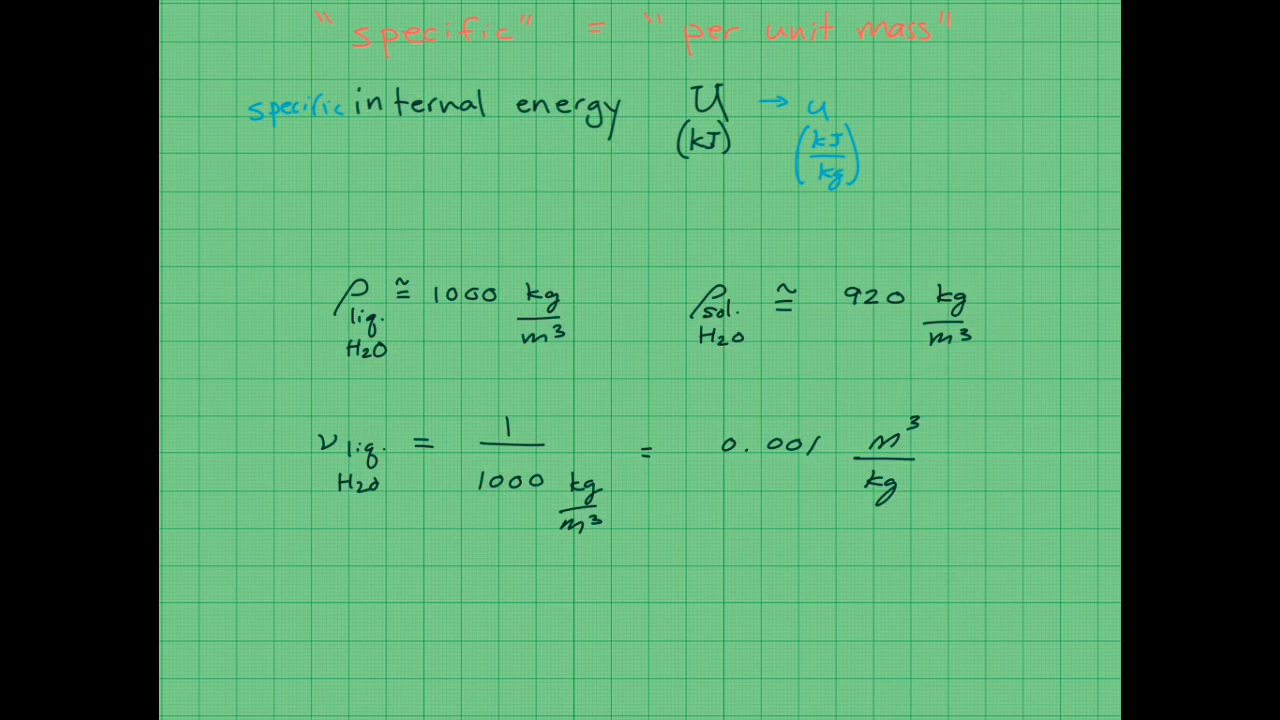 "specific" = "per unit mass"
specific internal energy U → u
(kJ) (kJ/kg)
ρ liq. H2O ≅ 1000 kg/m³ ρ sol. H2O ≅ 920 kg/m³
ν liq. H2O = 1/(1000 kg/m³) = 0.001 m³/kg